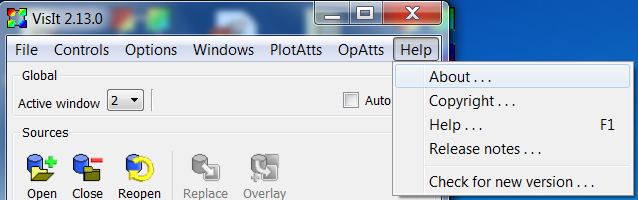 VisIt 2.13.0
File Controls Options Windows PlotAtts OpAtts Help
Global
Active window 2 Auto
About . . .
Copyright . . .
Help . . . F1
Release notes . . .
Check for new version . . .
Sources
Open Close Reopen Replace Overlay